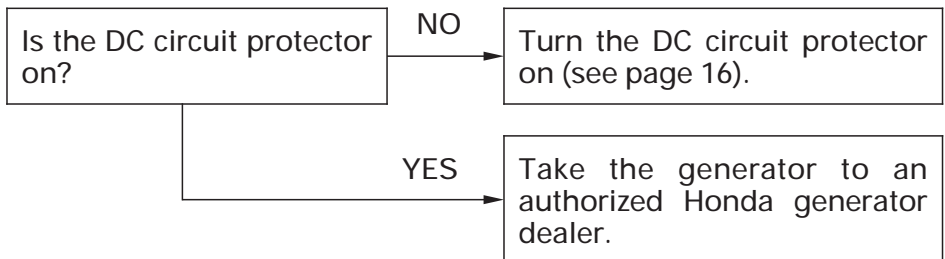 Is the DC circuit protector
on?
NO
Turn the DC circuit protector
on (see page 16).
YES
Take the generator to an
authorized Honda generator
dealer.